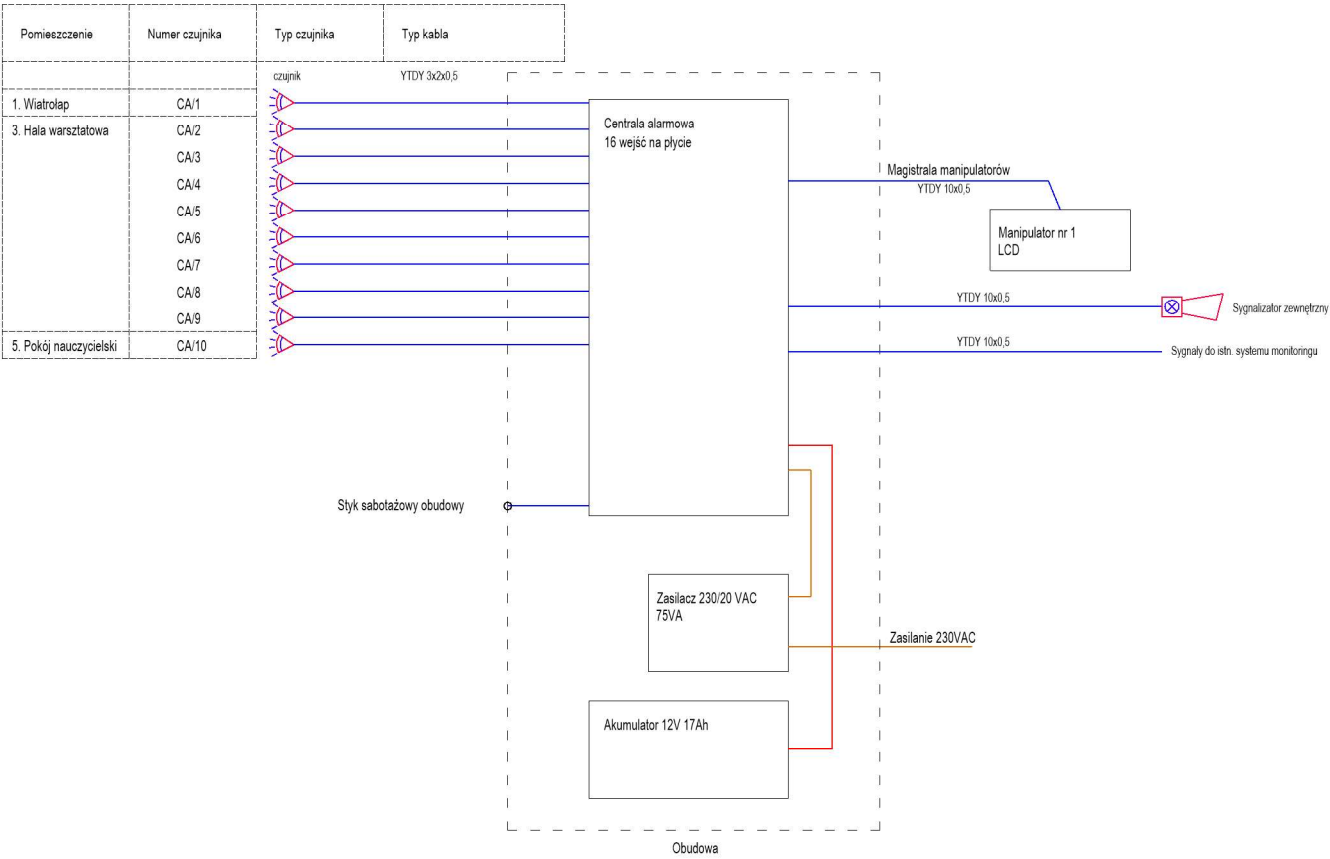 Pomieszczenie Numer czujnika Typ czujnika Typ kabla
czujnik YTDY 3x2x0,5
1. Wiatrołap CA/1
3. Hala warsztatowa CA/2
CA/3
CA/4
CA/5
CA/6
CA/7
CA/8
CA/9
5. Pokój nauczycielski CA/10
Centrala alarmowa
16 wejść na płycie
Magistrala manipulatorów
YTDY 10x0,5
Manipulator nr 1
LCD
YTDY 10x0,5
Sygnalizator zewnętrzny
YTDY 10x0,5
Sygnały do istn. systemu monitoringu
Styk sabotażowy obudowy
Zasilacz 230/20 VAC
75VA
Zasilanie 230VAC
Akumulator 12V 17Ah
Obudowa